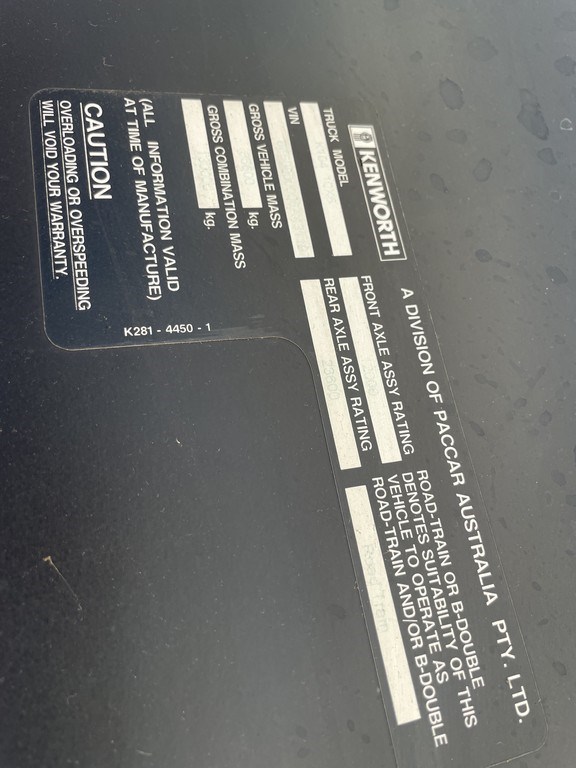 KENWORTH
A DIVISION OF PACCAR AUSTRALIA PTY. LTD.
TRUCK MODEL
VIN
GROSS VEHICLE MASS
kg.
GROSS COMBINATION MASS
kg.
FRONT AXLE ASSY RATING
REAR AXLE ASSY RATING
ROAD-TRAIN OR B-DOUBLE
DENOTES SUITABILITY OF THIS
VEHICLE TO OPERATE AS
ROAD-TRAIN AND/OR B-DOUBLE
Road Train
(ALL INFORMATION VALID
AT TIME OF MANUFACTURE)
CAUTION
OVERLOADING OR OVERSPEEDING
WILL VOID YOUR WARRANTY.
K281 - 4450 - 1